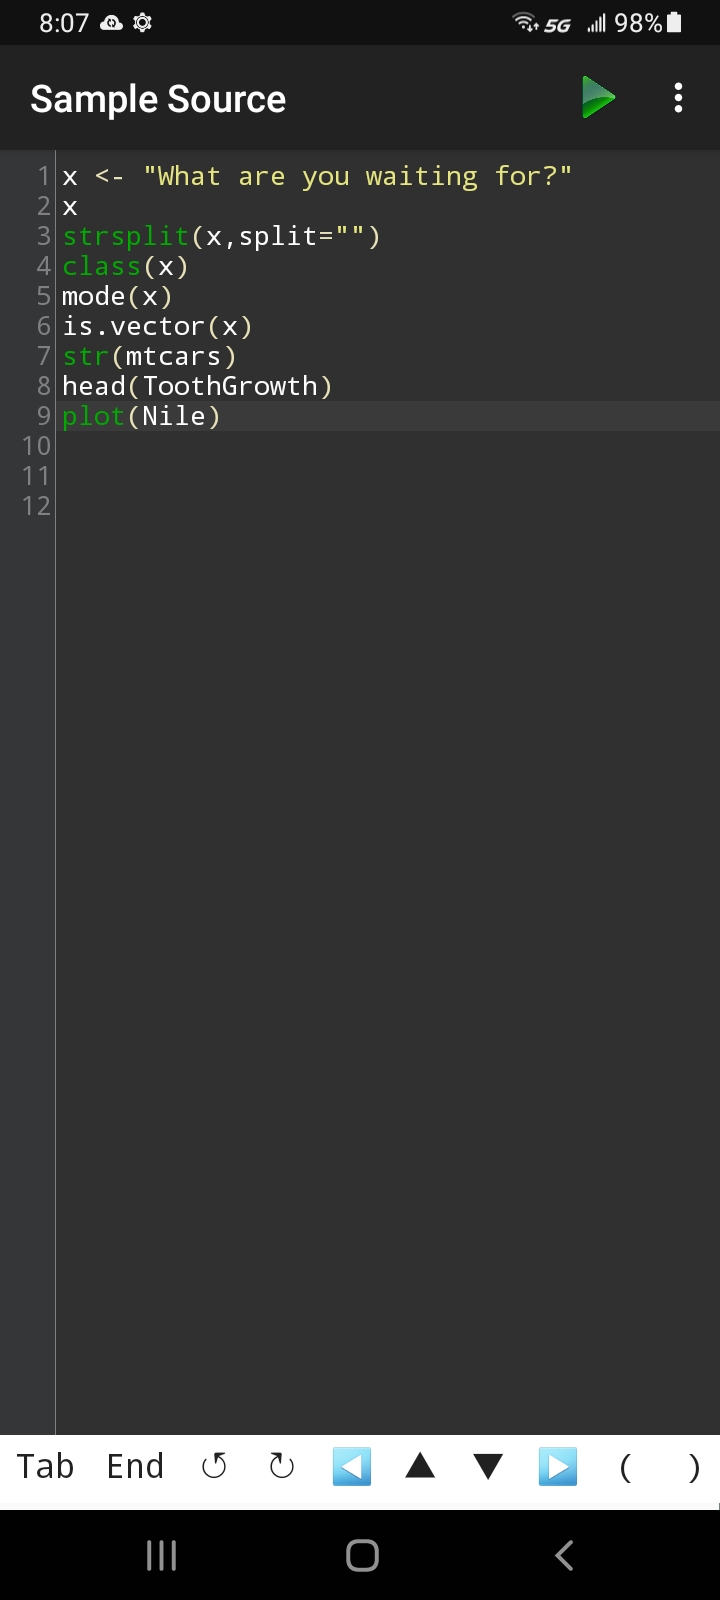 8:07 5G 98%
Sample Source
1 x <- "What are you waiting for?"
2 x
3 strsplit(x,split="")
4 class(x)
5 mode(x)
6 is.vector(x)
7 str(mtcars)
8 head(ToothGrowth)
9 plot(Nile)
10
11
12
Tab End ↺ ↻ ◀ ▲ ▼ ▶ ( )